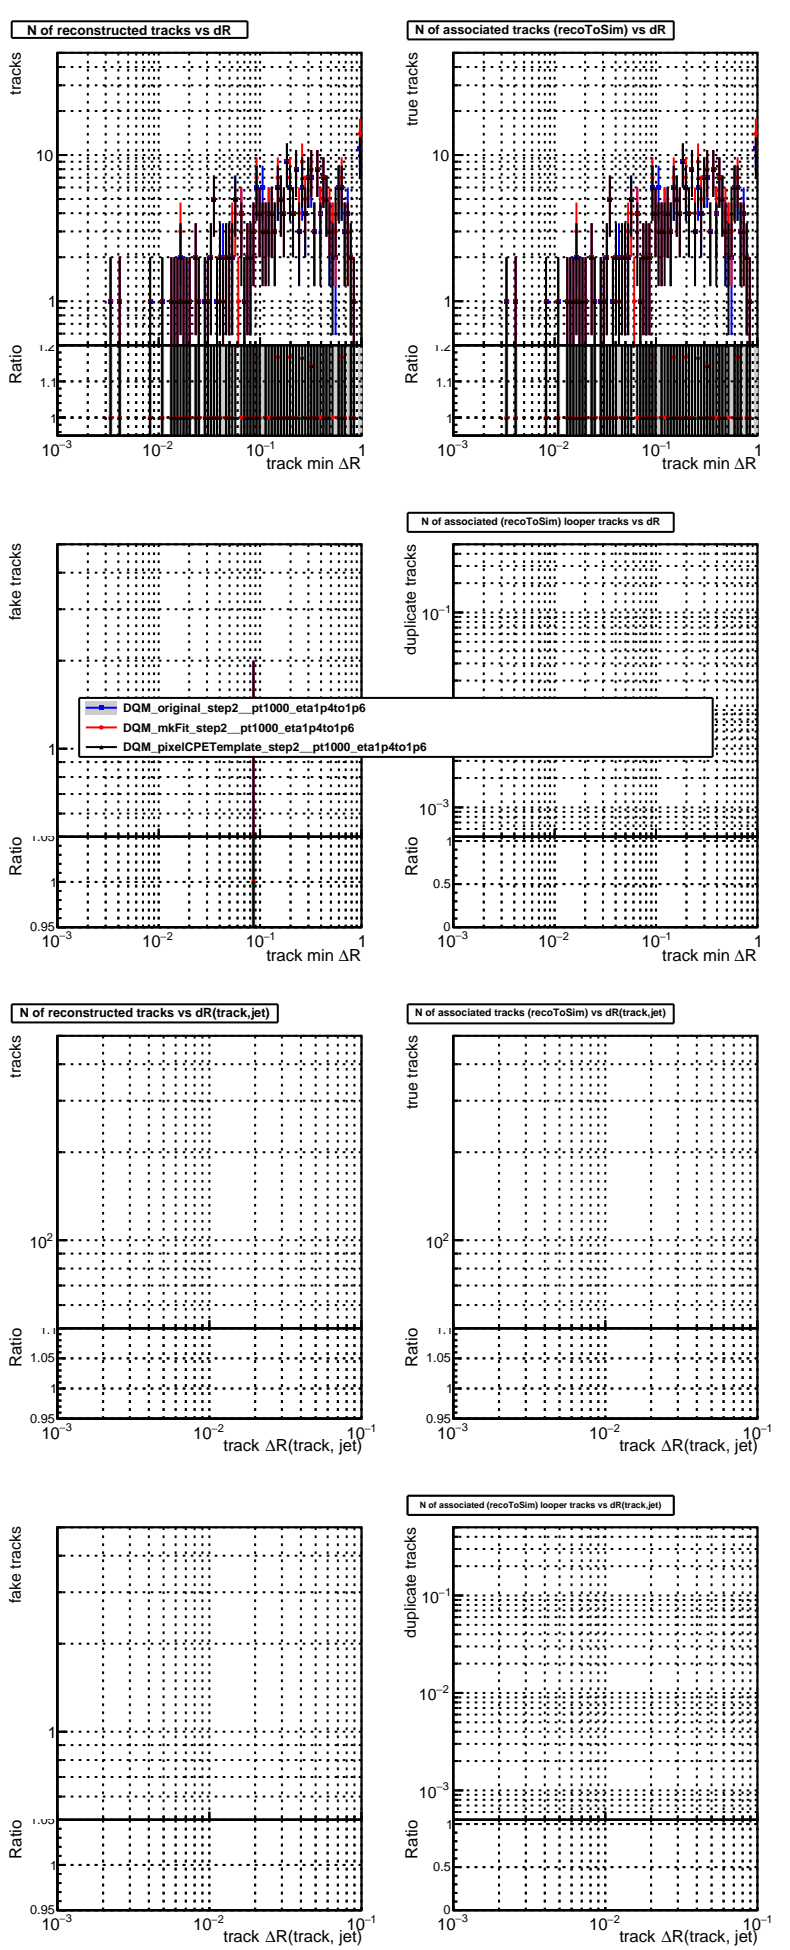 N of reconstructed tracks vs dR
N of associated tracks (recoToSim) vs dR
tracks
10
1
Ratio
1.2
1.1
1
10−3
10−2
10−1
1
track min ΔR
true tracks
10
1
Ratio
1.2
1.1
1
10−3
10−2
10−1
1
track min ΔR
N of associated (recoToSim) looper tracks vs dR
fake tracks
1
Ratio
1.05
1
0.95
10−3
10−2
10−1
1
track min ΔR
duplicate tracks
10−1
10−3
Ratio
1
0.5
0
10−3
10−2
10−1
1
track min ΔR
DQM_original_step2__pt1000_eta1p4to1p6
DQM_mkFit_step2__pt1000_eta1p4to1p6
DQM_pixelCPETemplate_step2__pt1000_eta1p4to1p6
N of reconstructed tracks vs dR(track,jet)
N of associated tracks (recoToSim) vs dR(track,jet)
tracks
102
Ratio
1.1
1.05
1
0.95
10−3
10−2
10−1
track ΔR(track, jet)
true tracks
102
Ratio
1.1
1.05
1
0.95
10−3
10−2
10−1
track ΔR(track, jet)
N of associated (recoToSim) looper tracks vs dR(track,jet)
fake tracks
1
Ratio
1.05
1
0.95
10−3
10−2
10−1
track ΔR(track, jet)
duplicate tracks
10−1
10−2
10−3
Ratio
1
0.5
0
10−3
10−2
10−1
track ΔR(track, jet)